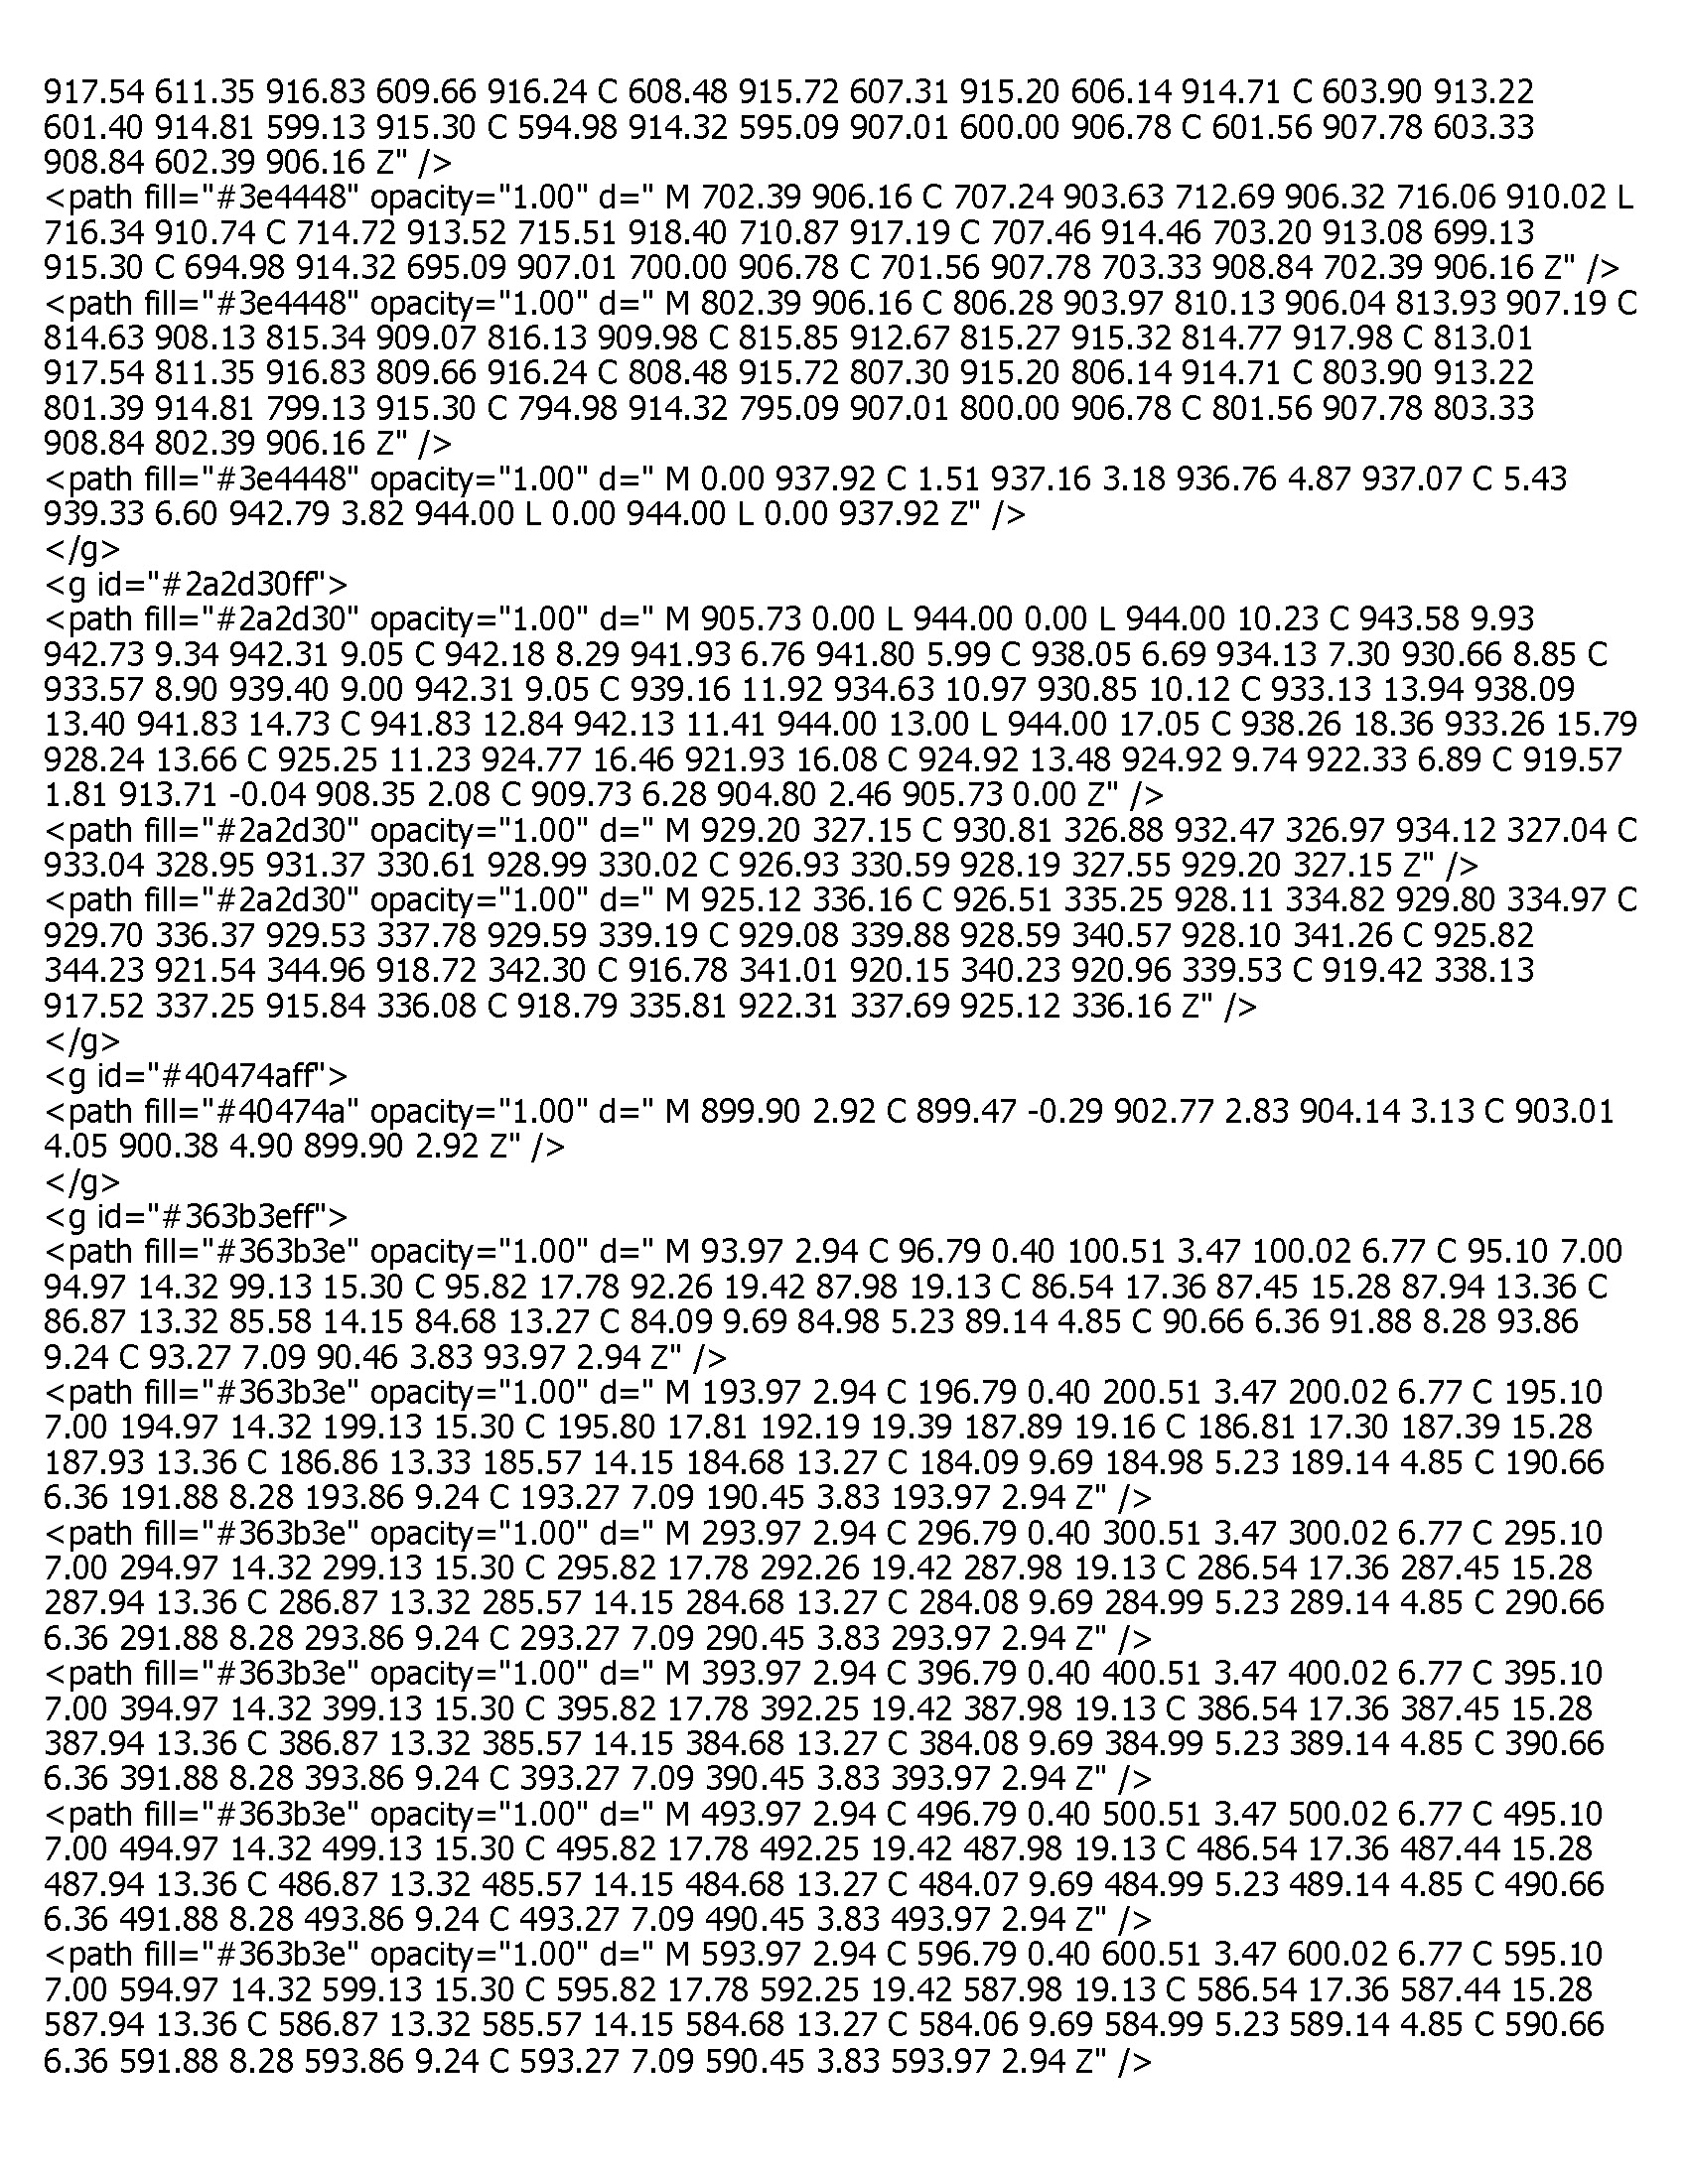 917.54 611.35 916.83 609.66 916.24 C 608.48 915.72 607.31 915.20 606.14 914.71 C 603.90 913.22
601.40 914.81 599.13 915.30 C 594.98 914.32 595.09 907.01 600.00 906.78 C 601.56 907.78 603.33
908.84 602.39 906.16 Z" />
<path fill="#3e4448" opacity="1.00" d=" M 702.39 906.16 C 707.24 903.63 712.69 906.32 716.06 910.02 L
716.34 910.74 C 714.72 913.52 715.51 918.40 710.87 917.19 C 707.46 914.46 703.20 913.08 699.13
915.30 C 694.98 914.32 695.09 907.01 700.00 906.78 C 701.56 907.78 703.33 908.84 702.39 906.16 Z" />
<path fill="#3e4448" opacity="1.00" d=" M 802.39 906.16 C 806.28 903.97 810.13 906.04 813.93 907.19 C
814.63 908.13 815.34 909.07 816.13 909.98 C 815.85 912.67 815.27 915.32 814.77 917.98 C 813.01
917.54 811.35 916.83 809.66 916.24 C 808.48 915.72 807.30 915.20 806.14 914.71 C 803.90 913.22
801.39 914.81 799.13 915.30 C 794.98 914.32 795.09 907.01 800.00 906.78 C 801.56 907.78 803.33
908.84 802.39 906.16 Z" />
<path fill="#3e4448" opacity="1.00" d=" M 0.00 937.92 C 1.51 937.16 3.18 936.76 4.87 937.07 C 5.43
939.33 6.60 942.79 3.82 944.00 L 0.00 944.00 L 0.00 937.92 Z" />
</g>
<g id="#2a2d30ff">
<path fill="#2a2d30" opacity="1.00" d=" M 905.73 0.00 L 944.00 0.00 L 944.00 10.23 C 943.58 9.93
942.73 9.34 942.31 9.05 C 942.18 8.29 941.93 6.76 941.80 5.99 C 938.05 6.69 934.13 7.30 930.66 8.85 C
933.57 8.90 939.40 9.00 942.31 9.05 C 939.16 11.92 934.63 10.97 930.85 10.12 C 933.13 13.94 938.09
13.40 941.83 14.73 C 941.83 12.84 942.13 11.41 944.00 13.00 L 944.00 17.05 C 938.26 18.36 933.26 15.79
928.24 13.66 C 925.25 11.23 924.77 16.46 921.93 16.08 C 924.92 13.48 924.92 9.74 922.33 6.89 C 919.57
1.81 913.71 -0.04 908.35 2.08 C 909.73 6.28 904.80 2.46 905.73 0.00 Z" />
<path fill="#2a2d30" opacity="1.00" d=" M 929.20 327.15 C 930.81 326.88 932.47 326.97 934.12 327.04 C
933.04 328.95 931.37 330.61 928.99 330.02 C 926.93 330.59 928.19 327.55 929.20 327.15 Z" />
<path fill="#2a2d30" opacity="1.00" d=" M 925.12 336.16 C 926.51 335.25 928.11 334.82 929.80 334.97 C
929.70 336.37 929.53 337.78 929.59 339.19 C 929.08 339.88 928.59 340.57 928.10 341.26 C 925.82
344.23 921.54 344.96 918.72 342.30 C 916.78 341.01 920.15 340.23 920.96 339.53 C 919.42 338.13
917.52 337.25 915.84 336.08 C 918.79 335.81 922.31 337.69 925.12 336.16 Z" />
</g>
<g id="#40474aff">
<path fill="#40474a" opacity="1.00" d=" M 899.90 2.92 C 899.47 -0.29 902.77 2.83 904.14 3.13 C 903.01
4.05 900.38 4.90 899.90 2.92 Z" />
</g>
<g id="#363b3eff">
<path fill="#363b3e" opacity="1.00" d=" M 93.97 2.94 C 96.79 0.40 100.51 3.47 100.02 6.77 C 95.10 7.00
94.97 14.32 99.13 15.30 C 95.82 17.78 92.26 19.42 87.98 19.13 C 86.54 17.36 87.45 15.28 87.94 13.36 C
86.87 13.32 85.58 14.15 84.68 13.27 C 84.09 9.69 84.98 5.23 89.14 4.85 C 90.66 6.36 91.88 8.28 93.86
9.24 C 93.27 7.09 90.46 3.83 93.97 2.94 Z" />
<path fill="#363b3e" opacity="1.00" d=" M 193.97 2.94 C 196.79 0.40 200.51 3.47 200.02 6.77 C 195.10
7.00 194.97 14.32 199.13 15.30 C 195.80 17.81 192.19 19.39 187.89 19.16 C 186.81 17.30 187.39 15.28
187.93 13.36 C 186.86 13.33 185.57 14.15 184.68 13.27 C 184.09 9.69 184.98 5.23 189.14 4.85 C 190.66
6.36 191.88 8.28 193.86 9.24 C 193.27 7.09 190.45 3.83 193.97 2.94 Z" />
<path fill="#363b3e" opacity="1.00" d=" M 293.97 2.94 C 296.79 0.40 300.51 3.47 300.02 6.77 C 295.10
7.00 294.97 14.32 299.13 15.30 C 295.82 17.78 292.26 19.42 287.98 19.13 C 286.54 17.36 287.45 15.28
287.94 13.36 C 286.87 13.32 285.57 14.15 284.68 13.27 C 284.08 9.69 284.99 5.23 289.14 4.85 C 290.66
6.36 291.88 8.28 293.86 9.24 C 293.27 7.09 290.45 3.83 293.97 2.94 Z" />
<path fill="#363b3e" opacity="1.00" d=" M 393.97 2.94 C 396.79 0.40 400.51 3.47 400.02 6.77 C 395.10
7.00 394.97 14.32 399.13 15.30 C 395.82 17.78 392.25 19.42 387.98 19.13 C 386.54 17.36 387.45 15.28
387.94 13.36 C 386.87 13.32 385.57 14.15 384.68 13.27 C 384.08 9.69 384.99 5.23 389.14 4.85 C 390.66
6.36 391.88 8.28 393.86 9.24 C 393.27 7.09 390.45 3.83 393.97 2.94 Z" />
<path fill="#363b3e" opacity="1.00" d=" M 493.97 2.94 C 496.79 0.40 500.51 3.47 500.02 6.77 C 495.10
7.00 494.97 14.32 499.13 15.30 C 495.82 17.78 492.25 19.42 487.98 19.13 C 486.54 17.36 487.44 15.28
487.94 13.36 C 486.87 13.32 485.57 14.15 484.68 13.27 C 484.07 9.69 484.99 5.23 489.14 4.85 C 490.66
6.36 491.88 8.28 493.86 9.24 C 493.27 7.09 490.45 3.83 493.97 2.94 Z" />
<path fill="#363b3e" opacity="1.00" d=" M 593.97 2.94 C 596.79 0.40 600.51 3.47 600.02 6.77 C 595.10
7.00 594.97 14.32 599.13 15.30 C 595.82 17.78 592.25 19.42 587.98 19.13 C 586.54 17.36 587.44 15.28
587.94 13.36 C 586.87 13.32 585.57 14.15 584.68 13.27 C 584.06 9.69 584.99 5.23 589.14 4.85 C 590.66
6.36 591.88 8.28 593.86 9.24 C 593.27 7.09 590.45 3.83 593.97 2.94 Z" />